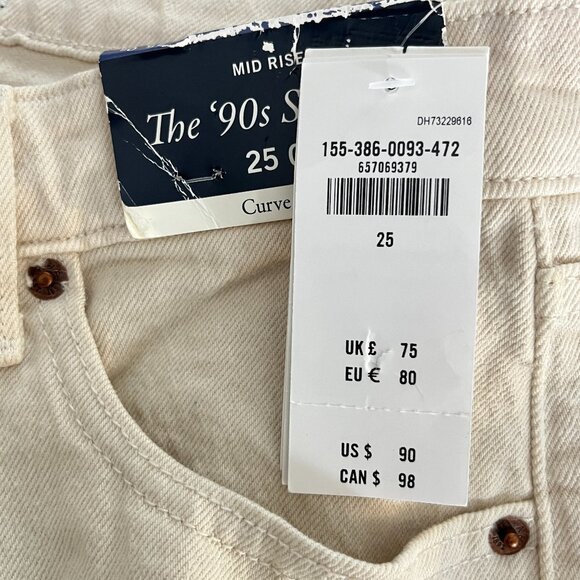 MID RISE
The '90s
25
Curve
DH73229616
155-386-0093-472
657069379
25
UK £ 75
EU € 80
US $ 90
CAN $ 98